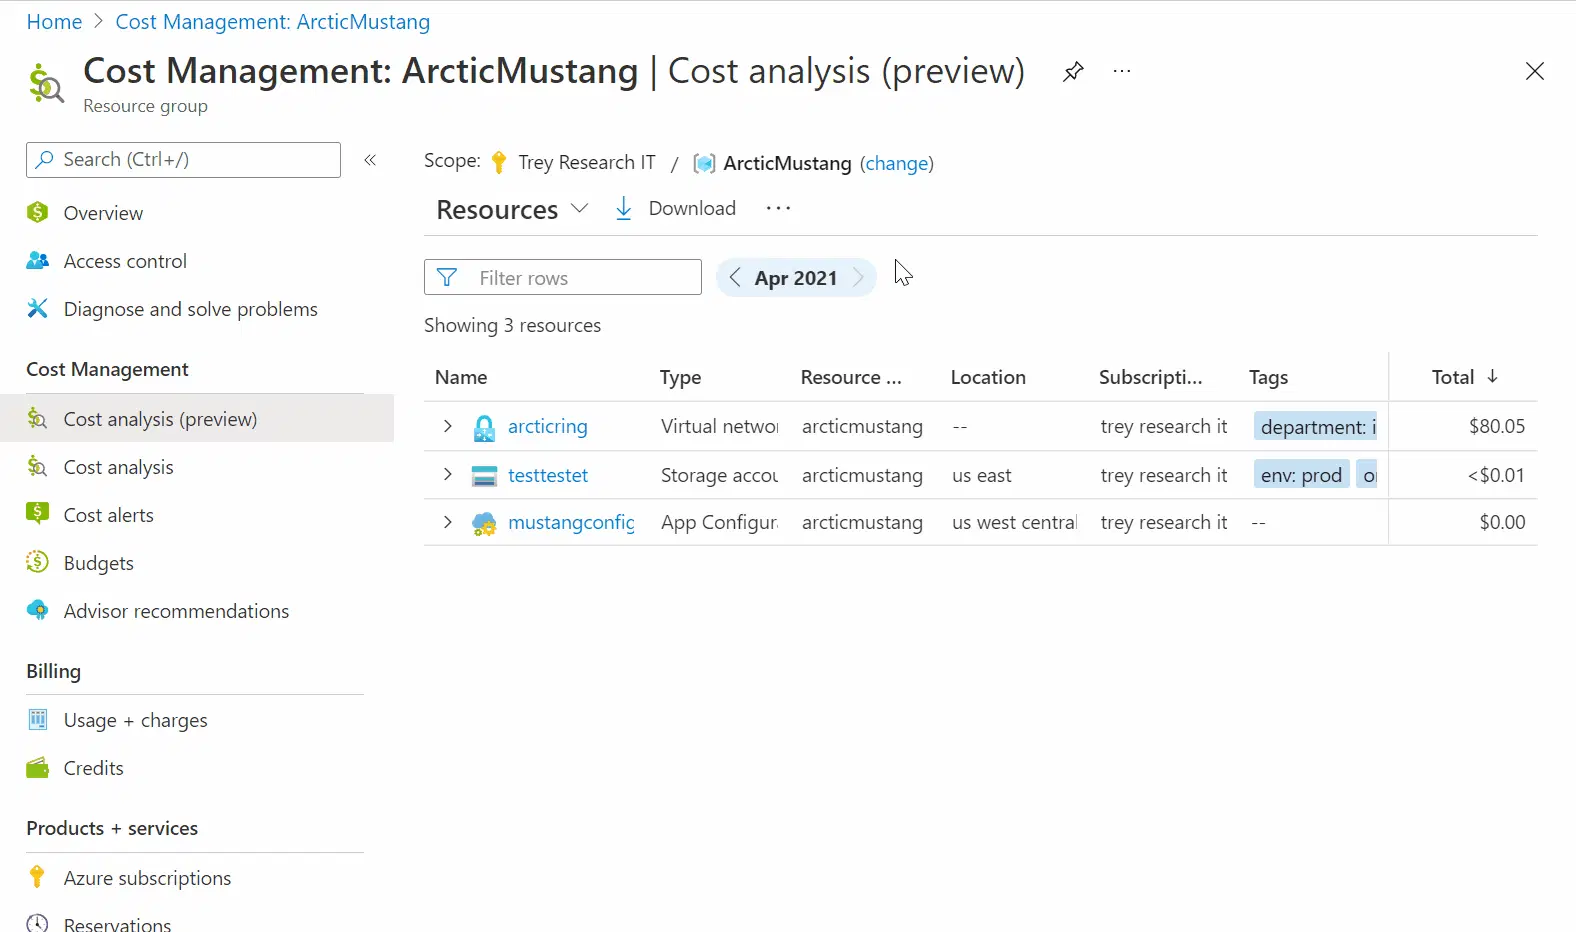 Home > Cost Management: ArcticMustang
Cost Management: ArcticMustang | Cost analysis (preview) ...
Resource group
Search (Ctrl+/) «
Overview
Access control
Diagnose and solve problems
Cost Management
Cost analysis (preview)
Cost analysis
Cost alerts
Budgets
Advisor recommendations
Billing
Usage + charges
Credits
Products + services
Azure subscriptions
Reservations
Scope: Trey Research IT / ArcticMustang (change)
Resources Download ...
Filter rows < Apr 2021 >
Showing 3 resources
Name Type Resource ... Location Subscripti... Tags Total ↓
> arcticring Virtual networ arcticmustang -- trey research it department: i $80.05
> testtestet Storage accou arcticmustang us east trey research it env: prod <$0.01
> mustangconfig App Configur arcticmustang us west central trey research it -- $0.00